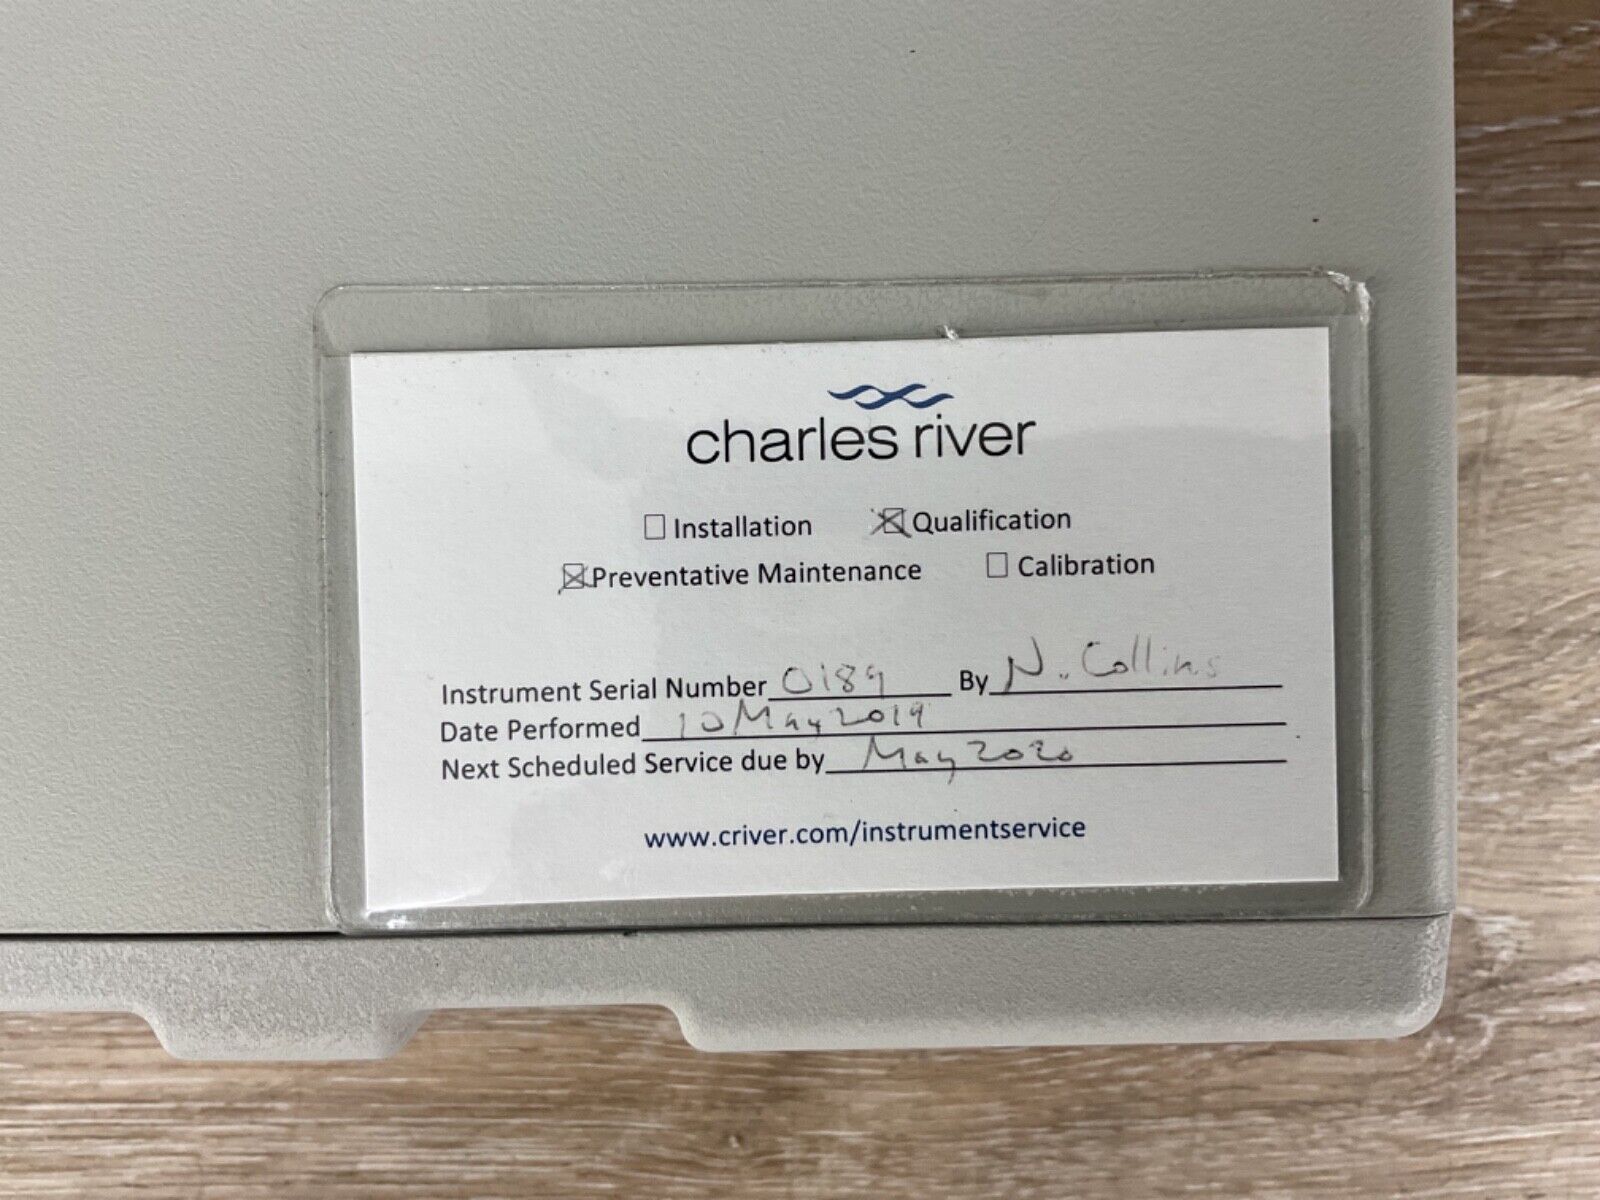 charles river
☐ Installation ☒ Qualification
☒ Preventative Maintenance ☐ Calibration
Instrument Serial Number 0189 By N. Collins
Date Performed 10 May 2019
Next Scheduled Service due by May 2020
www.criver.com/instrumentservice